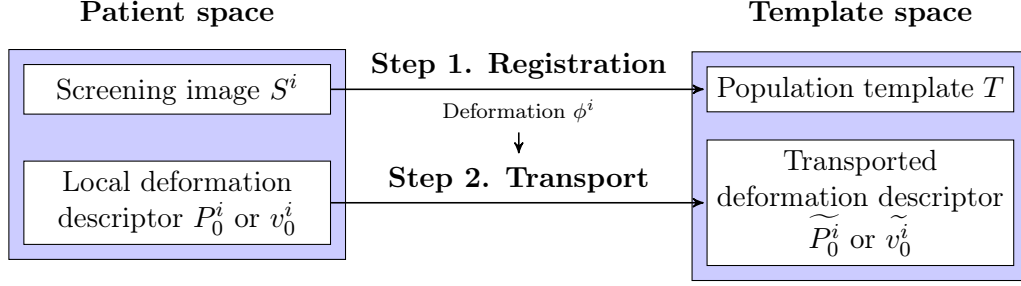 Patient space
Template space
Step 1. Registration
Screening image $S^i$
Population template $T$
Deformation $\phi^i$
Step 2. Transport
Local deformation
descriptor $P_0^i$ or $v_0^i$
Transported
deformation descriptor
$\widetilde{P_0^i}$ or $\widetilde{v_0^i}$